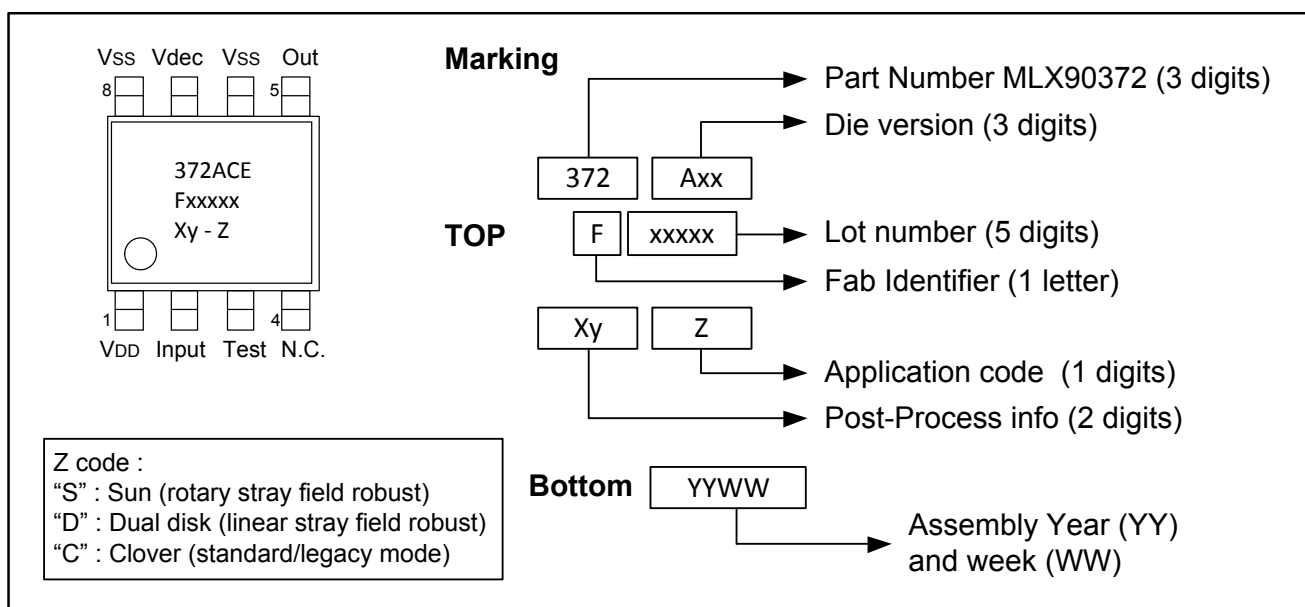 Vss Vdec Vss Out
8 5
372ACE
Fxxxxx
Xy - Z
1 4
VDD Input Test N.C.
Marking
Part Number MLX90372 (3 digits)
Die version (3 digits)
372 Axx
TOP
F xxxxx
Lot number (5 digits)
Fab Identifier (1 letter)
Xy Z
Application code (1 digits)
Post-Process info (2 digits)
Z code :
“S” : Sun (rotary stray field robust)
“D” : Dual disk (linear stray field robust)
“C” : Clover (standard/legacy mode)
Bottom YYWW
Assembly Year (YY)
and week (WW)